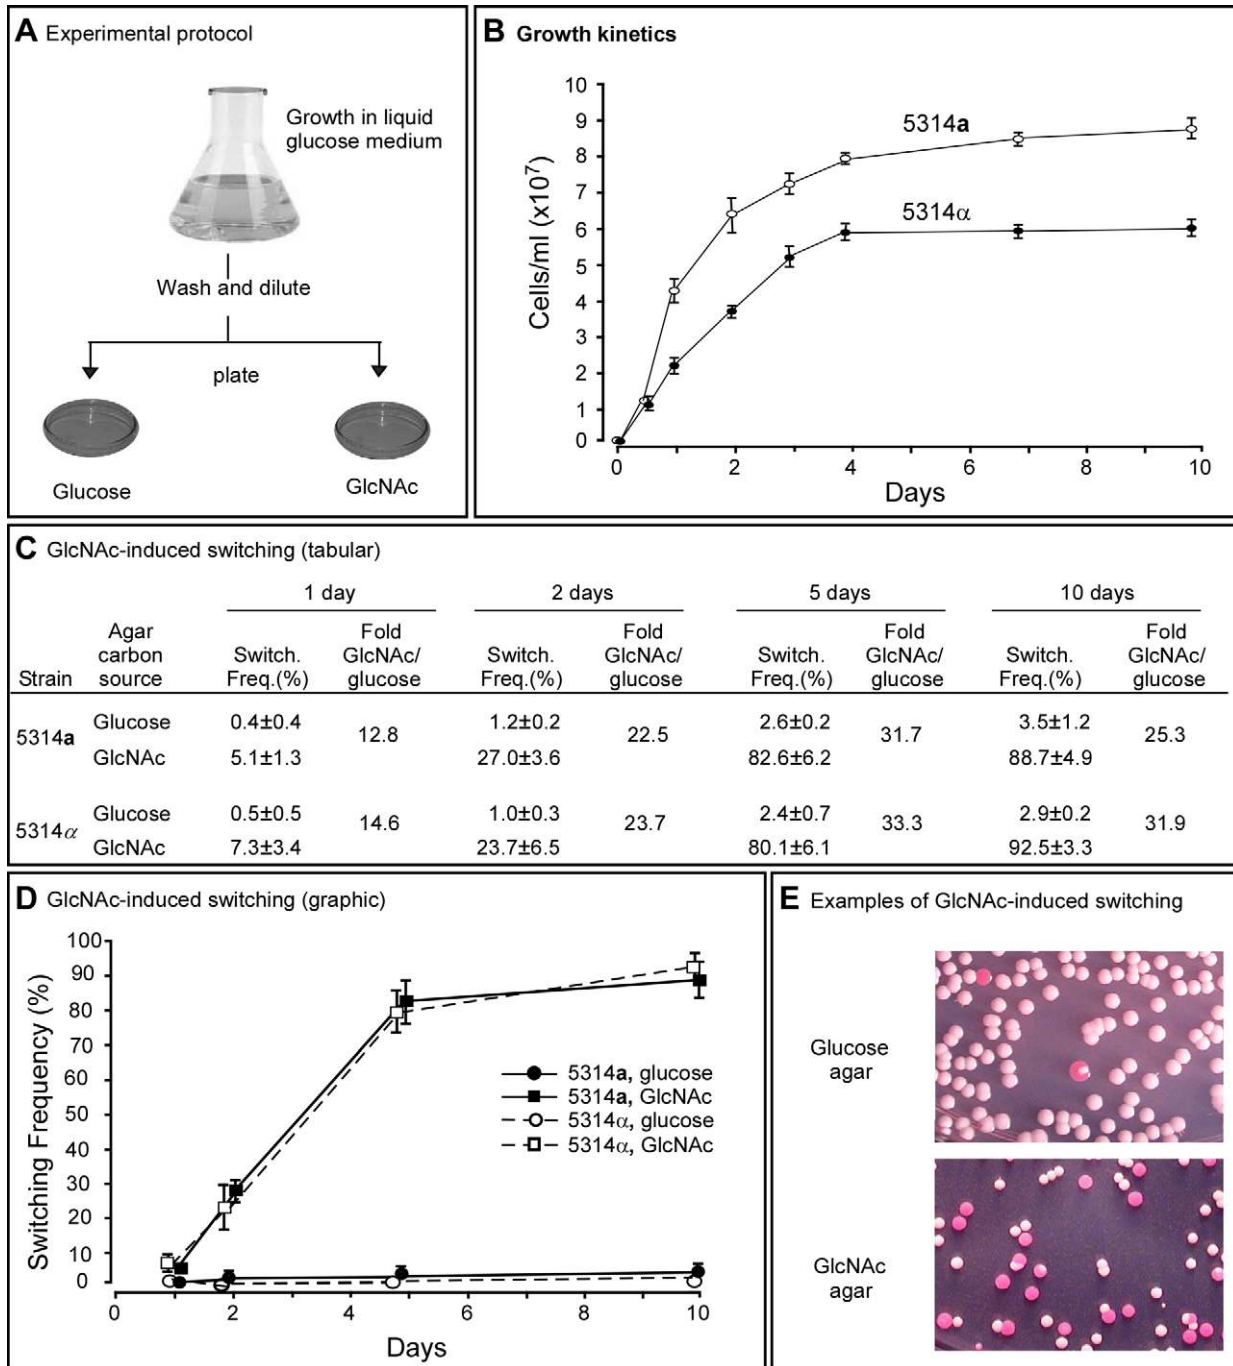 A Experimental protocol
Growth in liquid
glucose medium
Wash and dilute
plate
Glucose
GlcNAc
B Growth kinetics
Cells/ml (x10⁷)
10
9
8
7
6
5
4
3
2
1
0
5314a
5314α
0 2 4 6 8 10
Days
C GlcNAc-induced switching (tabular)
1 day 2 days 5 days 10 days
Agar Fold Fold Fold Fold
carbon Switch. GlcNAc/ Switch. GlcNAc/ Switch. GlcNAc/ Switch. GlcNAc/
Strain source Freq.(%) glucose Freq.(%) glucose Freq.(%) glucose Freq.(%) glucose
Glucose 0.4±0.4 1.2±0.2 2.6±0.2 3.5±1.2
5314a 12.8 22.5 31.7 25.3
GlcNAc 5.1±1.3 27.0±3.6 82.6±6.2 88.7±4.9
Glucose 0.5±0.5 1.0±0.3 2.4±0.7 2.9±0.2
5314α 14.6 23.7 33.3 31.9
GlcNAc 7.3±3.4 23.7±6.5 80.1±6.1 92.5±3.3
D GlcNAc-induced switching (graphic)
Switching Frequency (%)
100
90
80
70
60
50
40
30
20
10
0
5314a, glucose
5314a, GlcNAc
5314α, glucose
5314α, GlcNAc
0 2 4 6 8 10
Days
E Examples of GlcNAc-induced switching
Glucose
agar
GlcNAc
agar